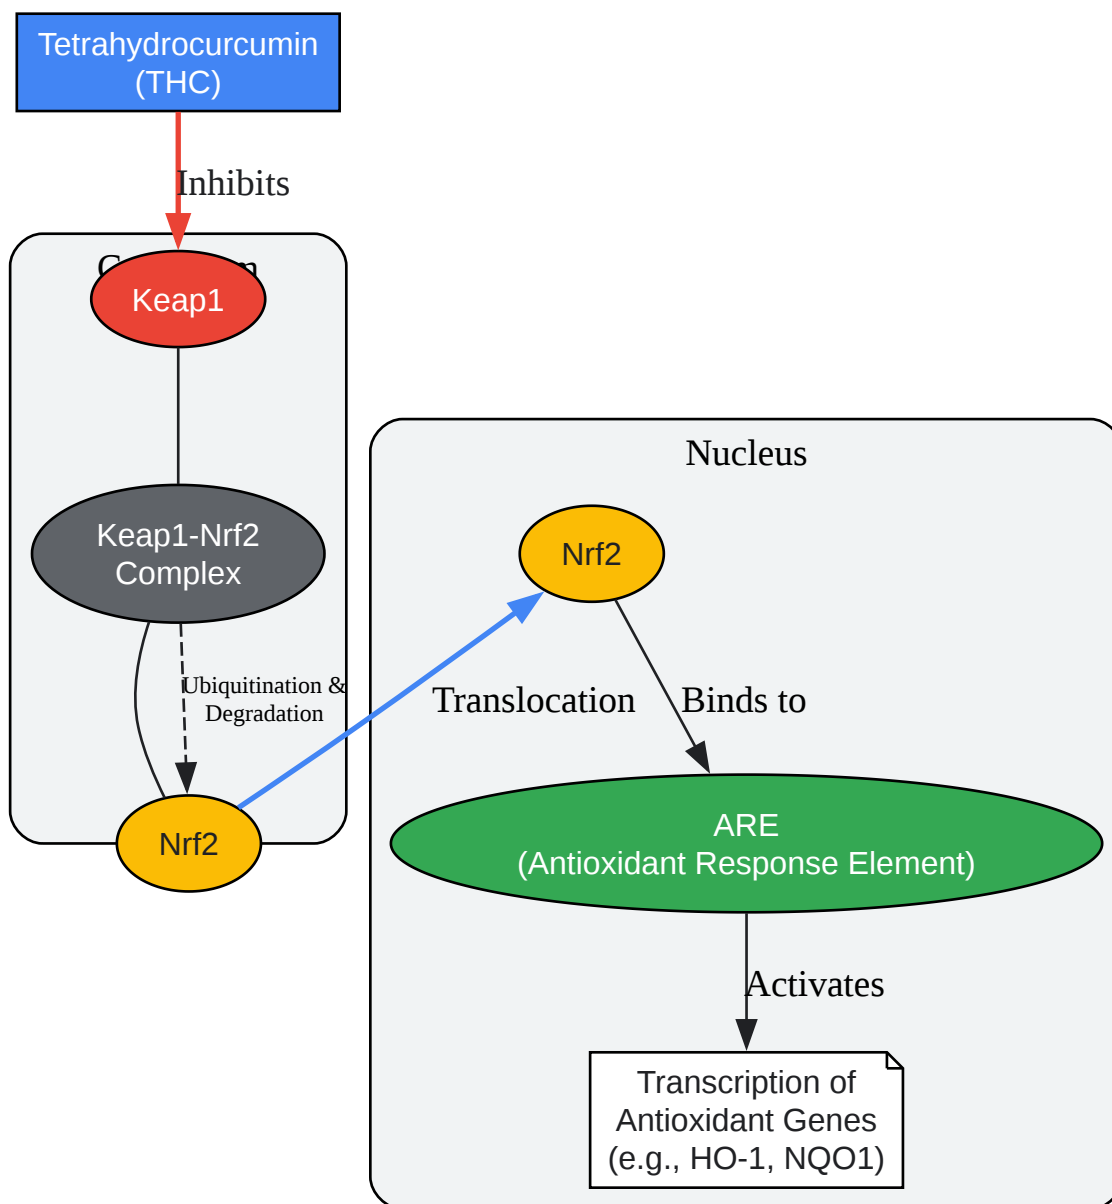 Tetrahydrocurcumin
(THC)
Inhibits
Keap1
Keap1-Nrf2
Complex
Ubiquitination &
Degradation
Nrf2
Nucleus
Nrf2
Translocation
Binds to
ARE
(Antioxidant Response Element)
Activates
Transcription of
Antioxidant Genes
(e.g., HO-1, NQO1)